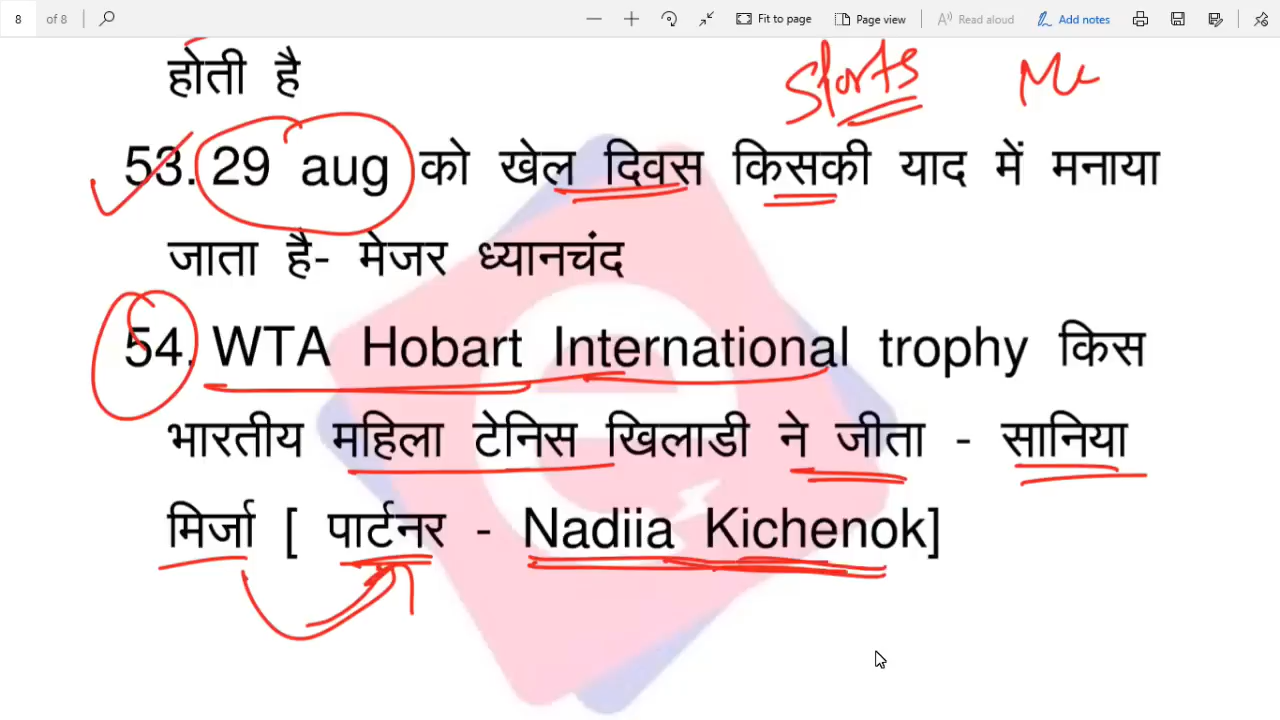 8 of 8 Fit to page Page view Read aloud Add notes
होती है
Sports
53. 29 aug को खेल दिवस किसकी याद में मनाया
जाता है- मेजर ध्यानचंद
54. WTA Hobart International trophy किस
भारतीय महिला टेनिस खिलाडी ने जीता - सानिया
मिर्जा [ पार्टनर - Nadiia Kichenok]